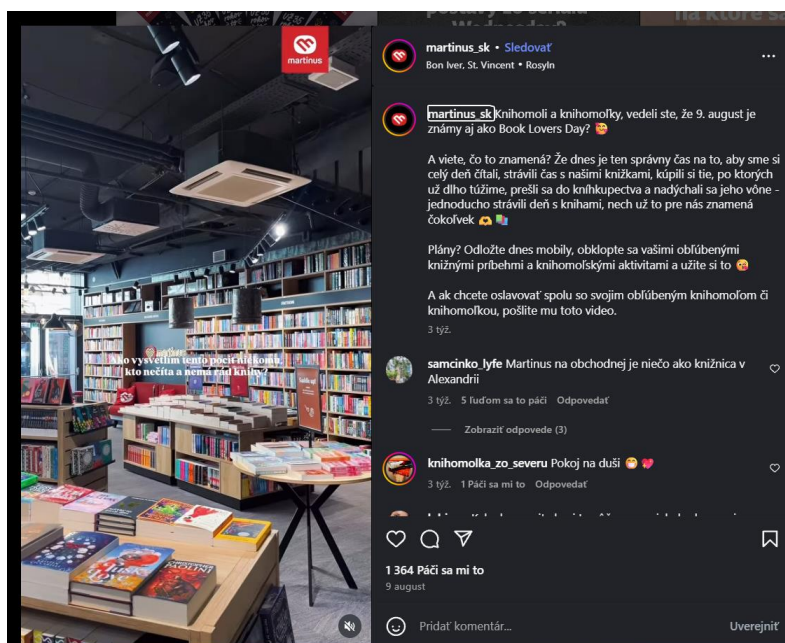 Wednesday?
na ktoré sa
martinus
martinus_sk • Sledovať
Bon Iver, St. Vincent • Rosyln
martinus_sk Knihomoli a knihomoľky, vedeli ste, že 9. august je
známy aj ako Book Lovers Day? 🥰
A viete, čo to znamená? Že dnes je ten správny čas na to, aby sme si
celý deň čítali, strávili čas s našimi knižkami, kúpili si tie, po ktorých
už dlho túžime, prešli sa do kníhkupectva a nadýchali sa jeho vône -
jednoducho strávili deň s knihami, nech už to pre nás znamená
čokoľvek 🫶 📚
Plány? Odložte dnes mobily, obklopte sa vašimi obľúbenými
knižnými príbehmi a knihomoľskými aktivitami a užite si to 😘
A ak chcete oslavovať spolu so svojim obľúbeným knihomoľom či
knihomoľkou, pošlite mu toto video.
3 týž.
Ako vysvetlím tento pocit niekomu,
kto nečíta a nemá rád knihy?
samcinko_lyfe Martinus na obchodnej je niečo ako knižnica v
Alexandrii
3 týž. 5 ľuďom sa to páči Odpovedať
Zobraziť odpovede (3)
knihomolka_zo_severu Pokoj na duši 😁 💖
3 týž. 1 Páči sa mi to Odpovedať
1 364 Páči sa mi to
9 august
Pridať komentár...
Uverejniť
PAOLINI